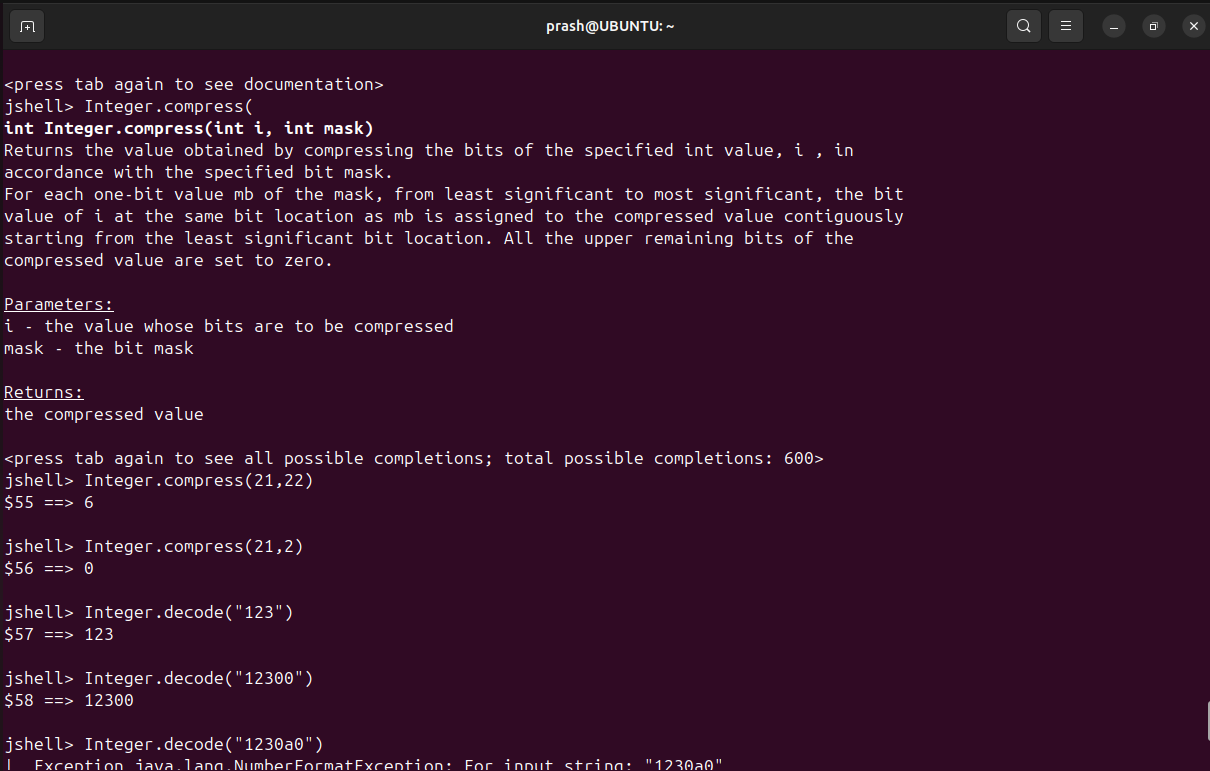 prash@UBUNTU: ~
<press tab again to see documentation>
jshell> Integer.compress(
int Integer.compress(int i, int mask)
Returns the value obtained by compressing the bits of the specified int value, i , in
accordance with the specified bit mask.
For each one-bit value mb of the mask, from least significant to most significant, the bit
value of i at the same bit location as mb is assigned to the compressed value contiguously
starting from the least significant bit location. All the upper remaining bits of the
compressed value are set to zero.
Parameters:
i - the value whose bits are to be compressed
mask - the bit mask
Returns:
the compressed value
<press tab again to see all possible completions; total possible completions: 600>
jshell> Integer.compress(21,22)
$55 ==> 6
jshell> Integer.compress(21,2)
$56 ==> 0
jshell> Integer.decode("123")
$57 ==> 123
jshell> Integer.decode("12300")
$58 ==> 12300
jshell> Integer.decode("1230a0")
|  Exception java.lang.NumberFormatException: For input string: "1230a0"